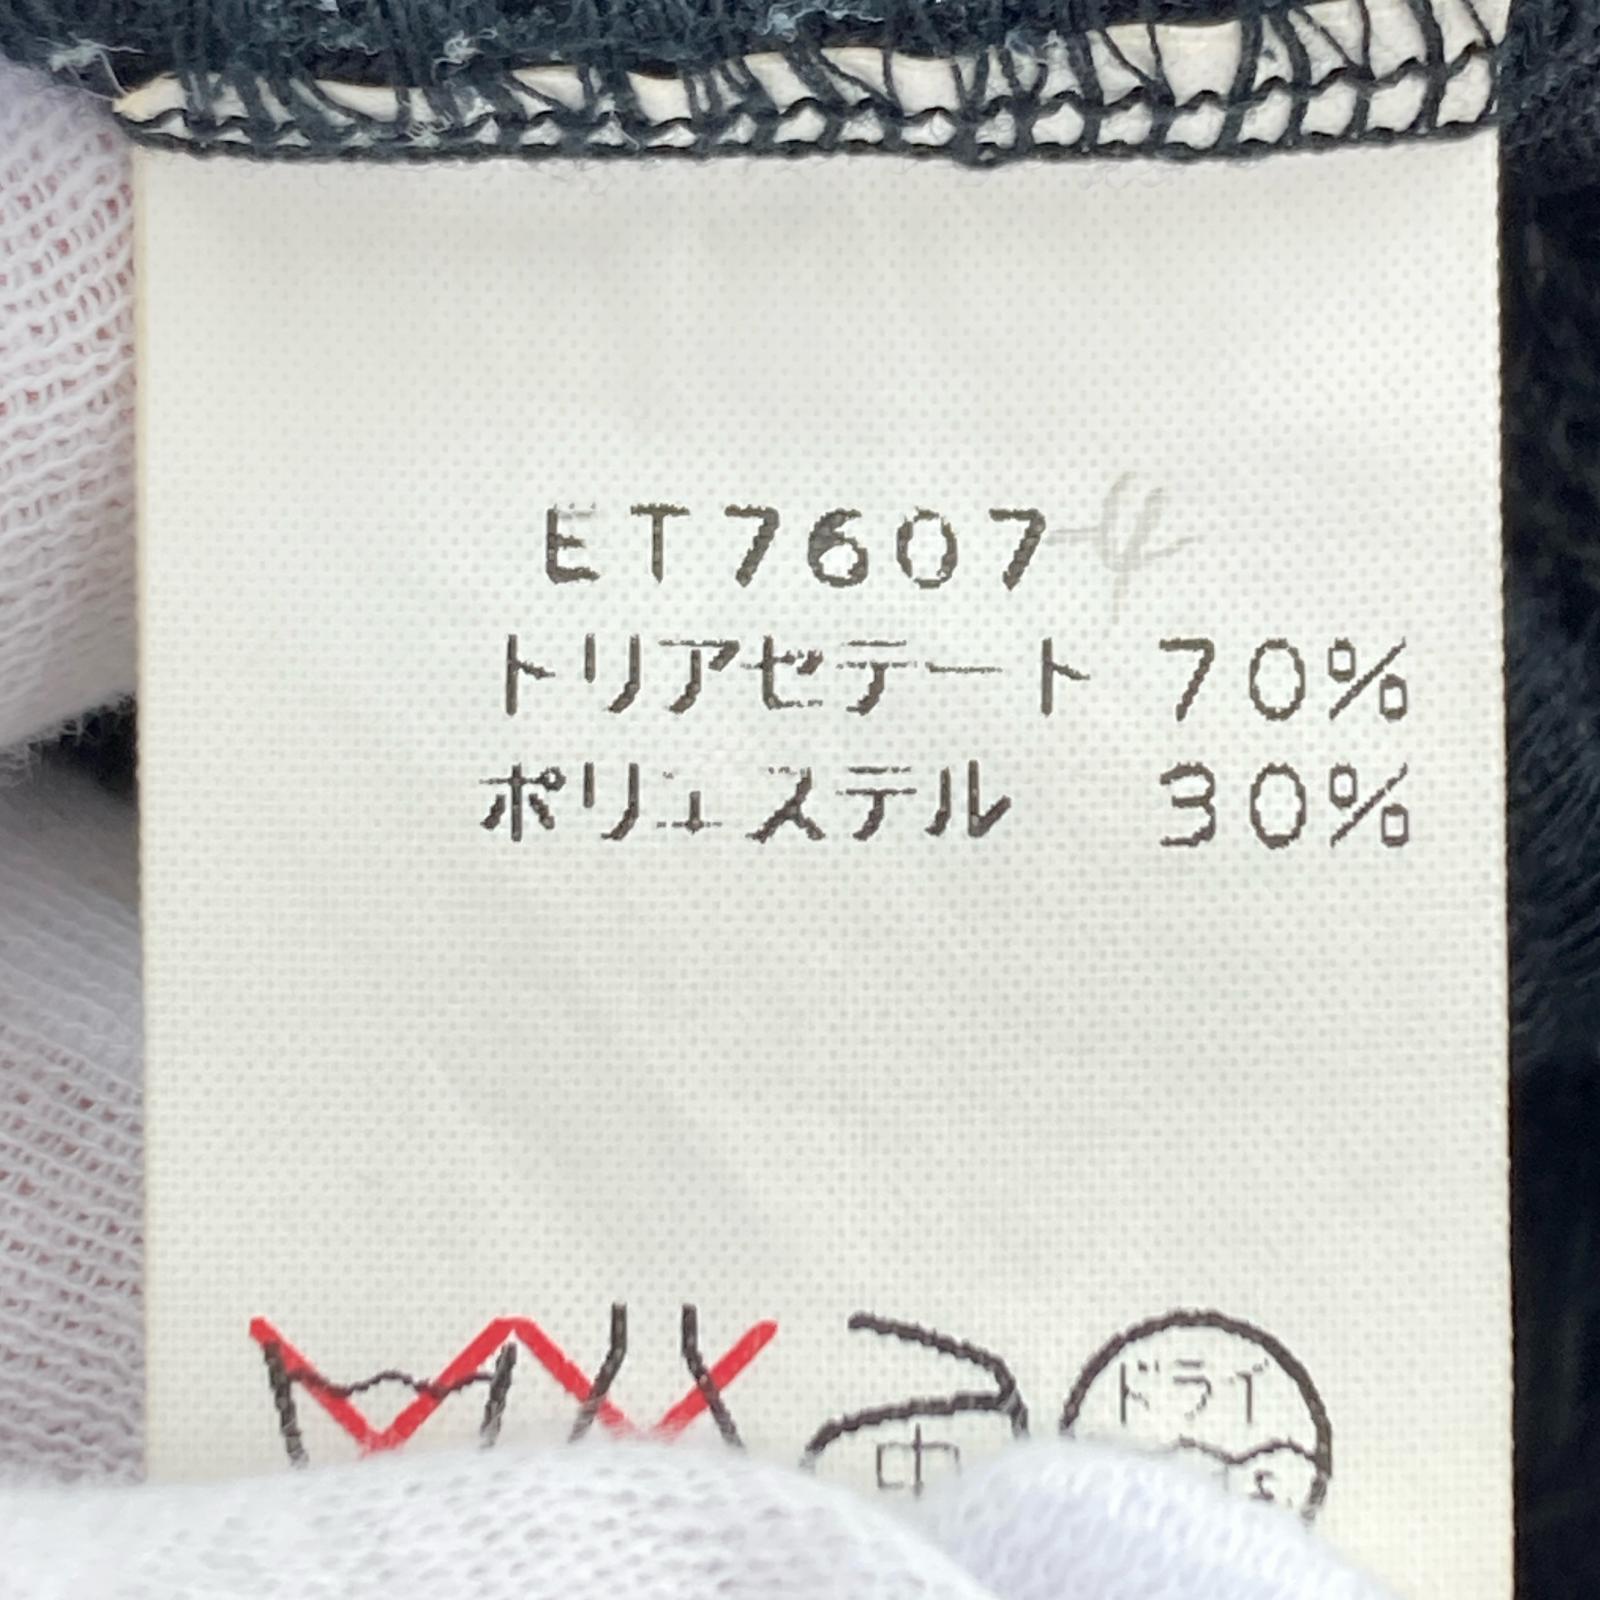 ET7607
トリアセテート 70%
ポリエステル 30%
中
ドライ